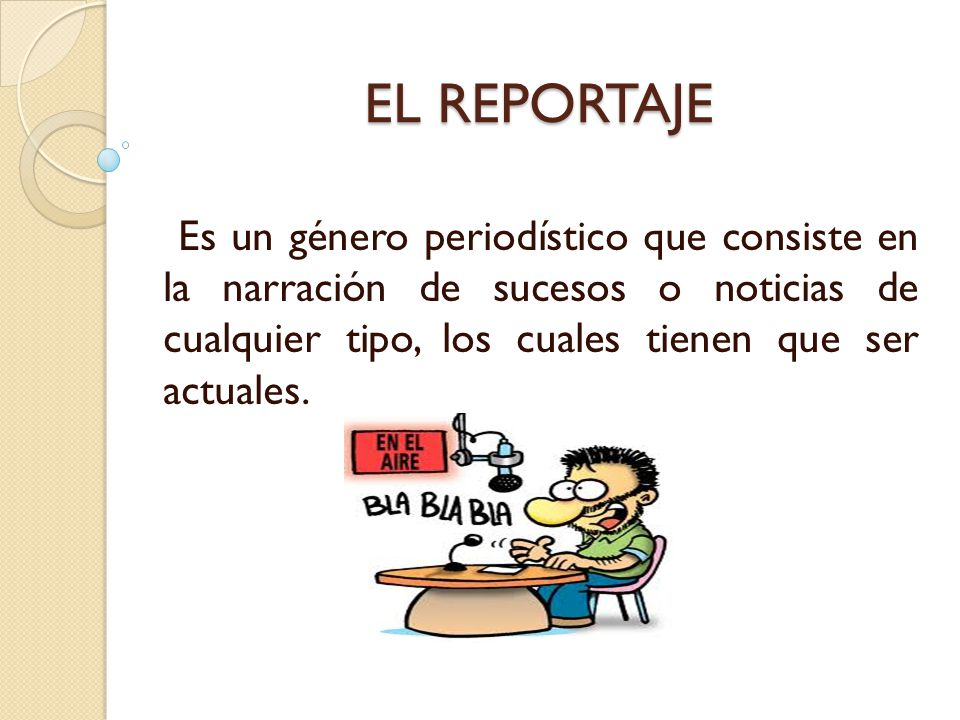 EL REPORTAJE
Es un género periodístico que consiste en
la narración de sucesos o noticias de
cualquier tipo, los cuales tienen que ser
actuales.
EN EL
AIRE
BLA BLA BLA